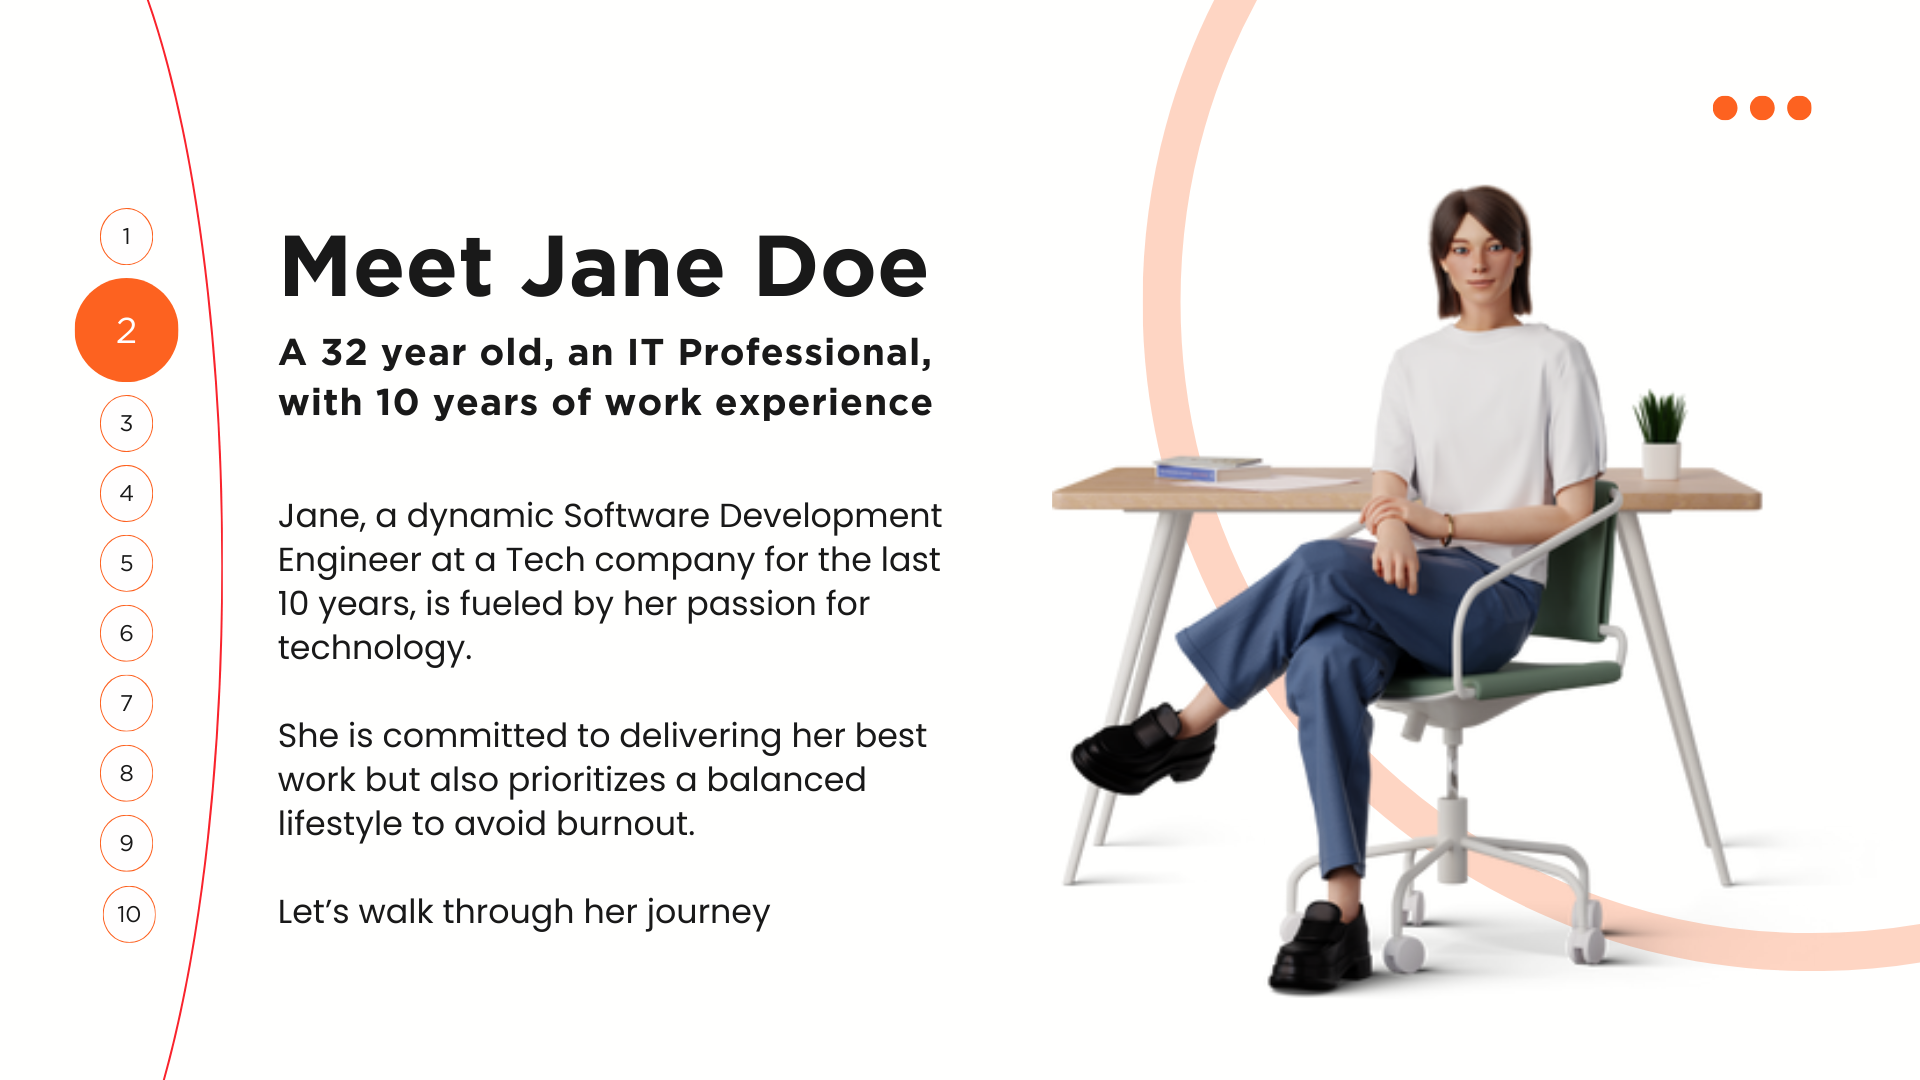 1
2
3
4
5
6
7
8
9
10
Meet Jane Doe
A 32 year old, an IT Professional,
with 10 years of work experience
Jane, a dynamic Software Development
Engineer at a Tech company for the last
10 years, is fueled by her passion for
technology.
She is committed to delivering her best
work but also prioritizes a balanced
lifestyle to avoid burnout.
Let’s walk through her journey